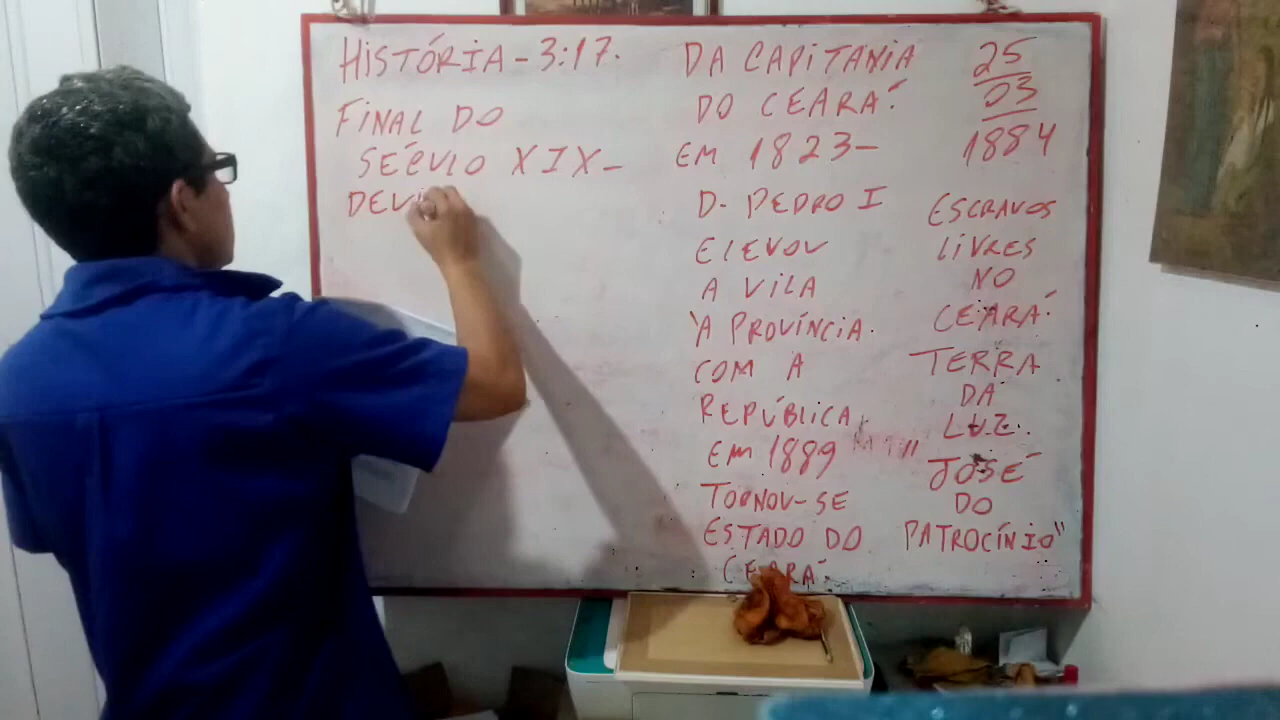 HISTÓRIA - 3:17.
FINAL DO
SÉCULO XIX-
DEV
DA CAPITANIA
DO CEARÁ.
EM 1823-
D. PEDRO I
ELEVOU
A VILA
À PROVÍNCIA.
COM A
REPÚBLICA,
EM 1889
TORNOU-SE
ESTADO DO
CEARÁ.
25
03
1884
ESCRAVOS
LIVRES
NO
CEARÁ.
TERRA
DA
LUZ.
"JOSÉ
DO
PATROCÍNIO"